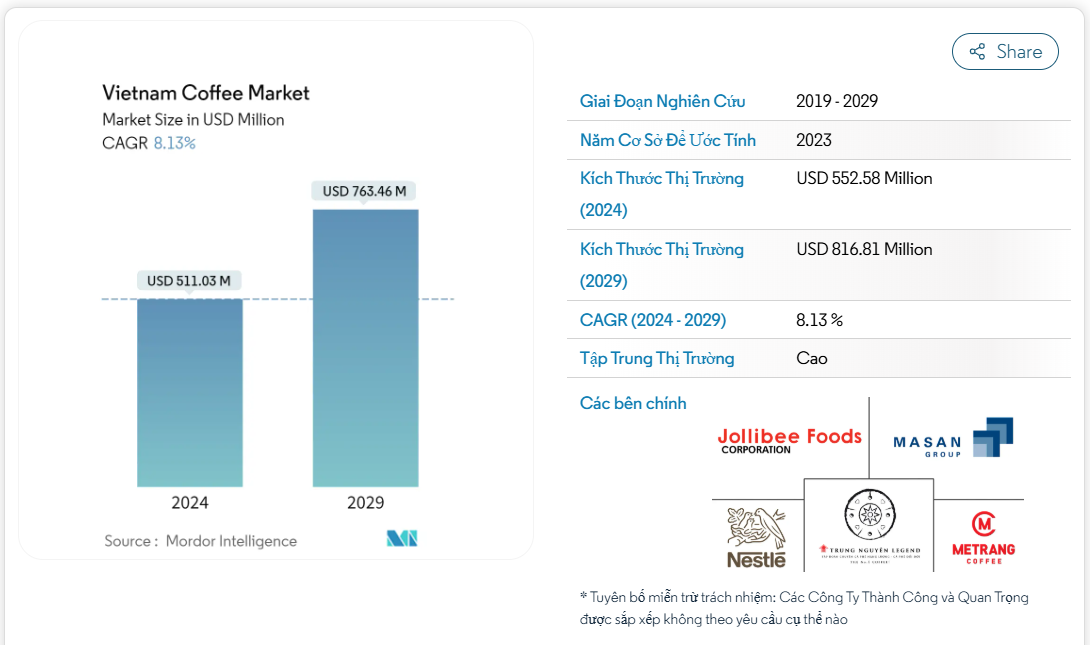 Share
Vietnam Coffee Market
Market Size in USD Million
CAGR 8.13%
USD 763.46 M
USD 511.03 M
2024
2029
Source : Mordor Intelligence
Giai Đoạn Nghiên Cứu 2019 - 2029
Năm Cơ Sở Để Ước Tính 2023
Kích Thước Thị Trường USD 552.58 Million
(2024)
Kích Thước Thị Trường USD 816.81 Million
(2029)
CAGR (2024 - 2029) 8.13 %
Tập Trung Thị Trường Cao
Các bên chính
Jollibee Foods
CORPORATION
MASAN
GROUP
Nestlé
TRUNG NGUYÊN LEGEND
METRANG
COFFEE
* Tuyên bố miễn trừ trách nhiệm: Các Công Ty Thành Công và Quan Trọng
được sắp xếp không theo yêu cầu cụ thể nào